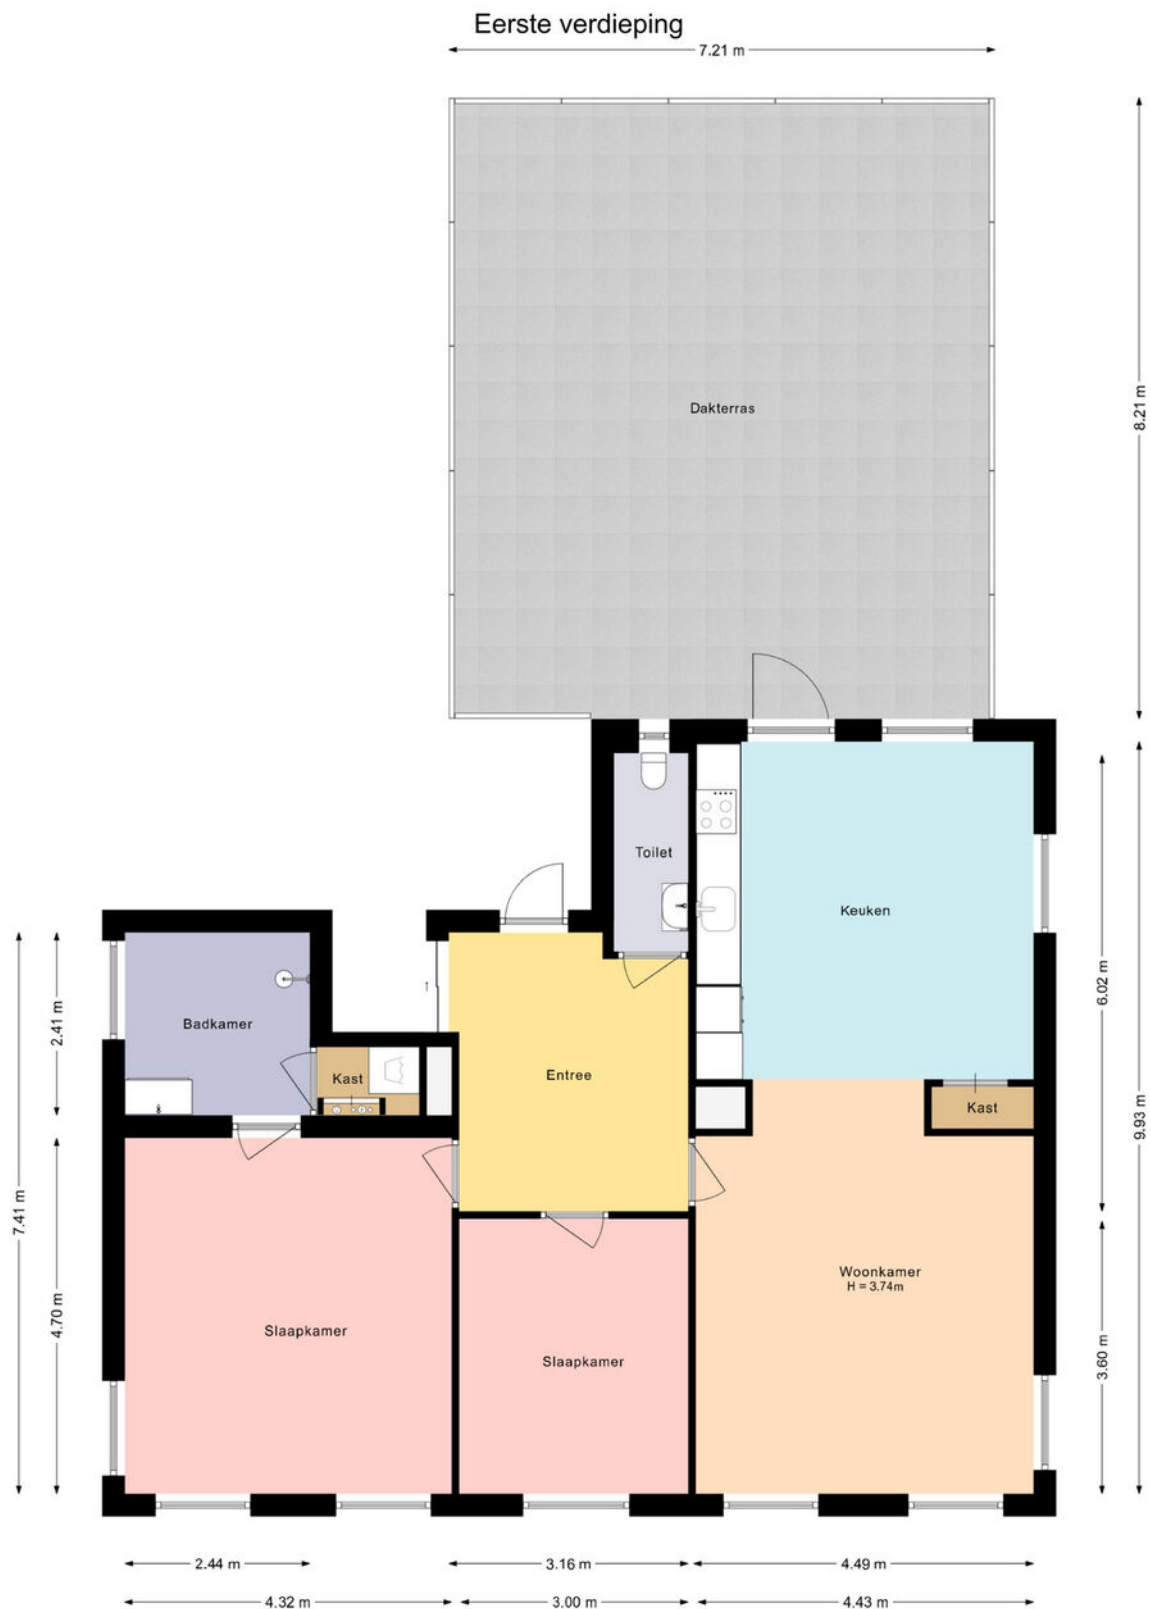 Eerste verdieping
7.21 m
8.21 m
Dakterras
Toilet
Keuken
Badkamer
2.41 m
6.02 m
Entree
Kast
Kast
9.93 m
7.41 m
4.70 m
Woonkamer
H = 3.74m
Slaapkamer
Slaapkamer
3.60 m
2.44 m
3.16 m
4.49 m
4.32 m
3.00 m
4.43 m